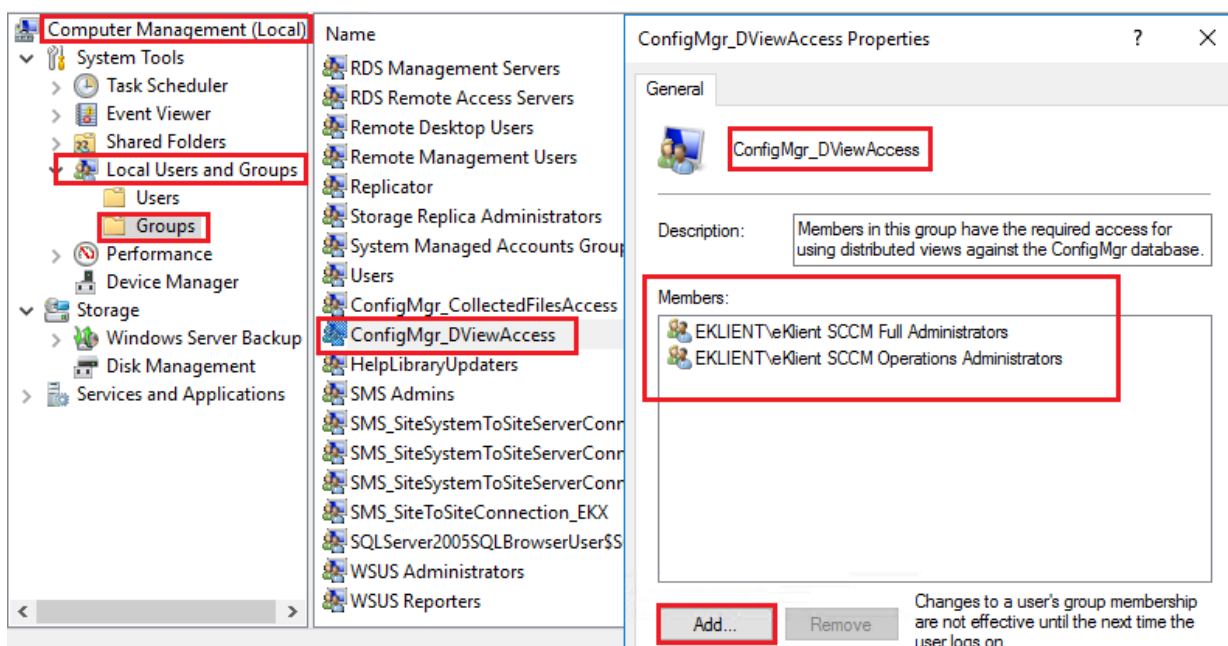 Computer Management (Local)
System Tools
Task Scheduler
Event Viewer
Shared Folders
Local Users and Groups
Users
Groups
Performance
Device Manager
Storage
Windows Server Backup
Disk Management
Services and Applications
Name
RDS Management Servers
RDS Remote Access Servers
Remote Desktop Users
Remote Management Users
Replicator
Storage Replica Administrators
System Managed Accounts Group
Users
ConfigMgr_CollectedFilesAccess
ConfigMgr_DViewAccess
HelpLibraryUpdaters
SMS Admins
SMS_SiteSystemToSiteServerConn
SMS_SiteSystemToSiteServerConn
SMS_SiteSystemToSiteServerConn
SMS_SiteToSiteConnection_EKX
SQLServer2005SQLBrowserUser$S
WSUS Administrators
WSUS Reporters
ConfigMgr_DViewAccess Properties
?
General
ConfigMgr_DViewAccess
Description:
Members in this group have the required access for
using distributed views against the ConfigMgr database.
Members:
EKLIENT\eKlient SCCM Full Administrators
EKLIENT\eKlient SCCM Operations Administrators
Add...
Remove
Changes to a user's group membership
are not effective until the next time the
user logs on.